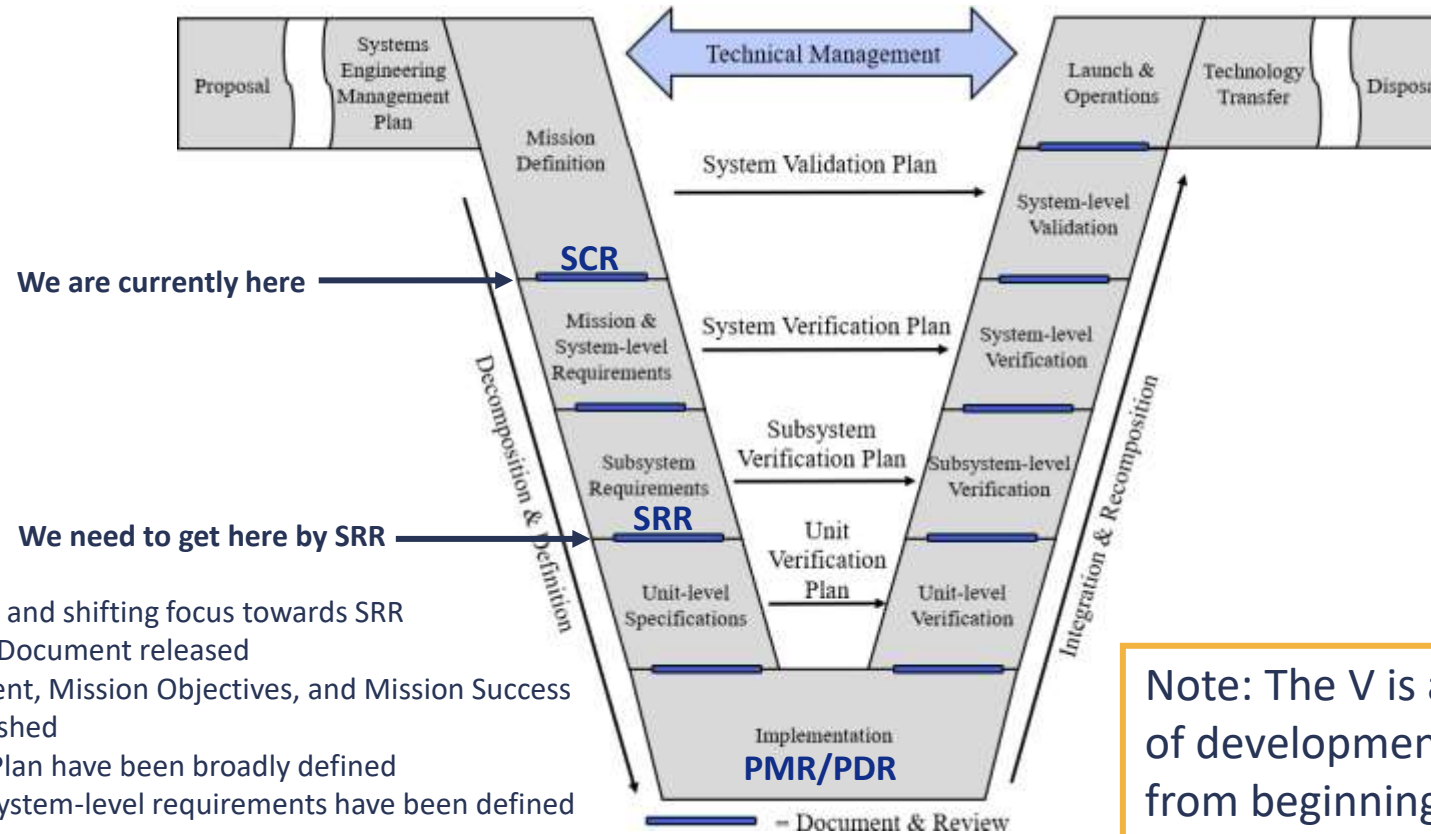 Proposal
Systems
Engineering
Management
Plan
Technical Management
Launch &
Operations
Technology
Transfer
Mission
Definition
System Validation Plan
System-level
Validation
SCR
We are currently here
Mission &
System-level
Requirements
System Verification Plan
System-level
Verification
Decomposition & Definition
Subsystem
Requirements
SRR
Subsystem
Verification Plan
Subsystem-level
Verification
Integration & Recomposition
We need to get here by SRR
Unit
Verification
Plan
Unit-level
Specifications
Unit-level
Verification
and shifting focus towards SRR
Document released
ent, Mission Objectives, and Mission Success
shed
Plan have been broadly defined
ystem-level requirements have been defined
Implementation
PMR/PDR
= Document & Review
Note: The V is a
of developmen
from beginning